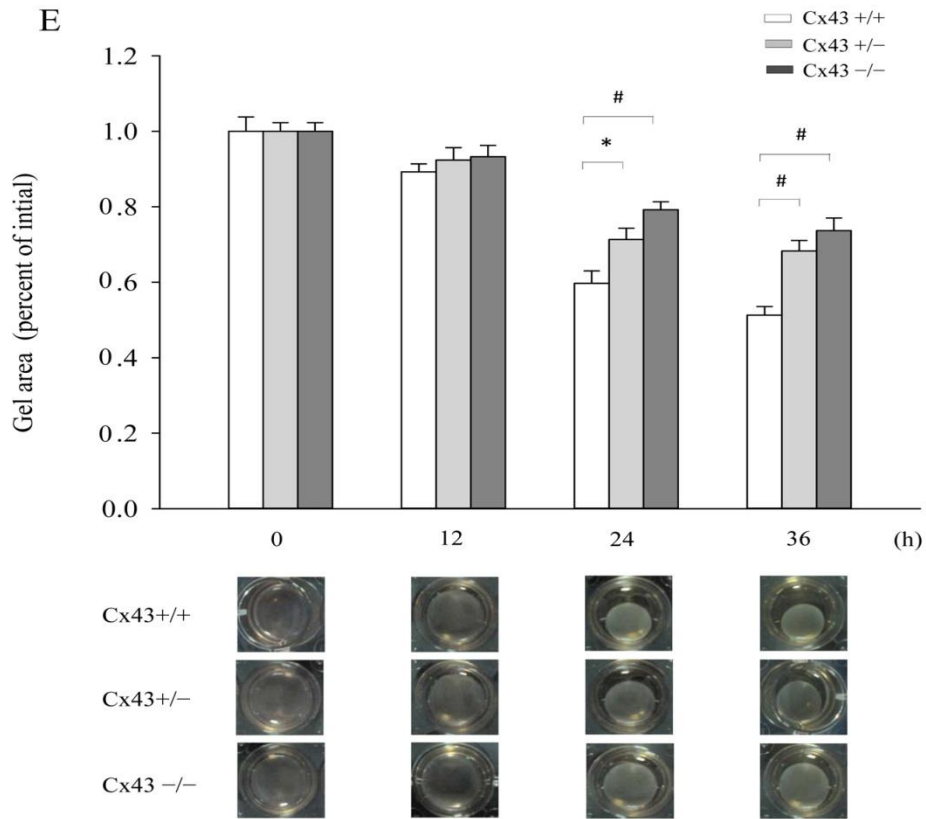 E
Cx43 +/+
Cx43 +/−
Cx43 −/−
Gel area (percent of intial)
1.2
1.0
0.8
0.6
0.4
0.2
0.0
#
*
#
#
0 12 24 36 (h)
Cx43+/+
Cx43+/−
Cx43 −/−